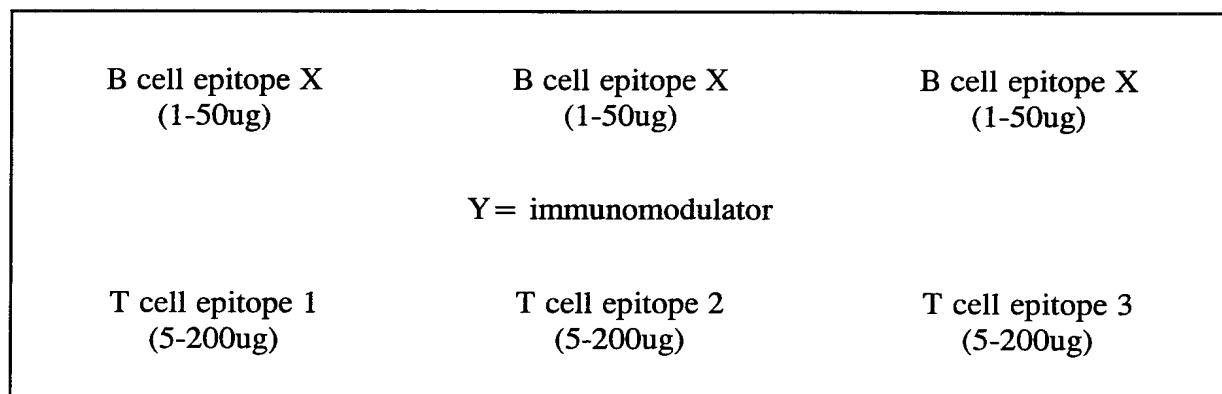 B cell epitope X B cell epitope X B cell epitope X
(1-50ug) (1-50ug) (1-50ug)
Y= immunomodulator
T cell epitope 1 T cell epitope 2 T cell epitope 3
(5-200ug) (5-200ug) (5-200ug)